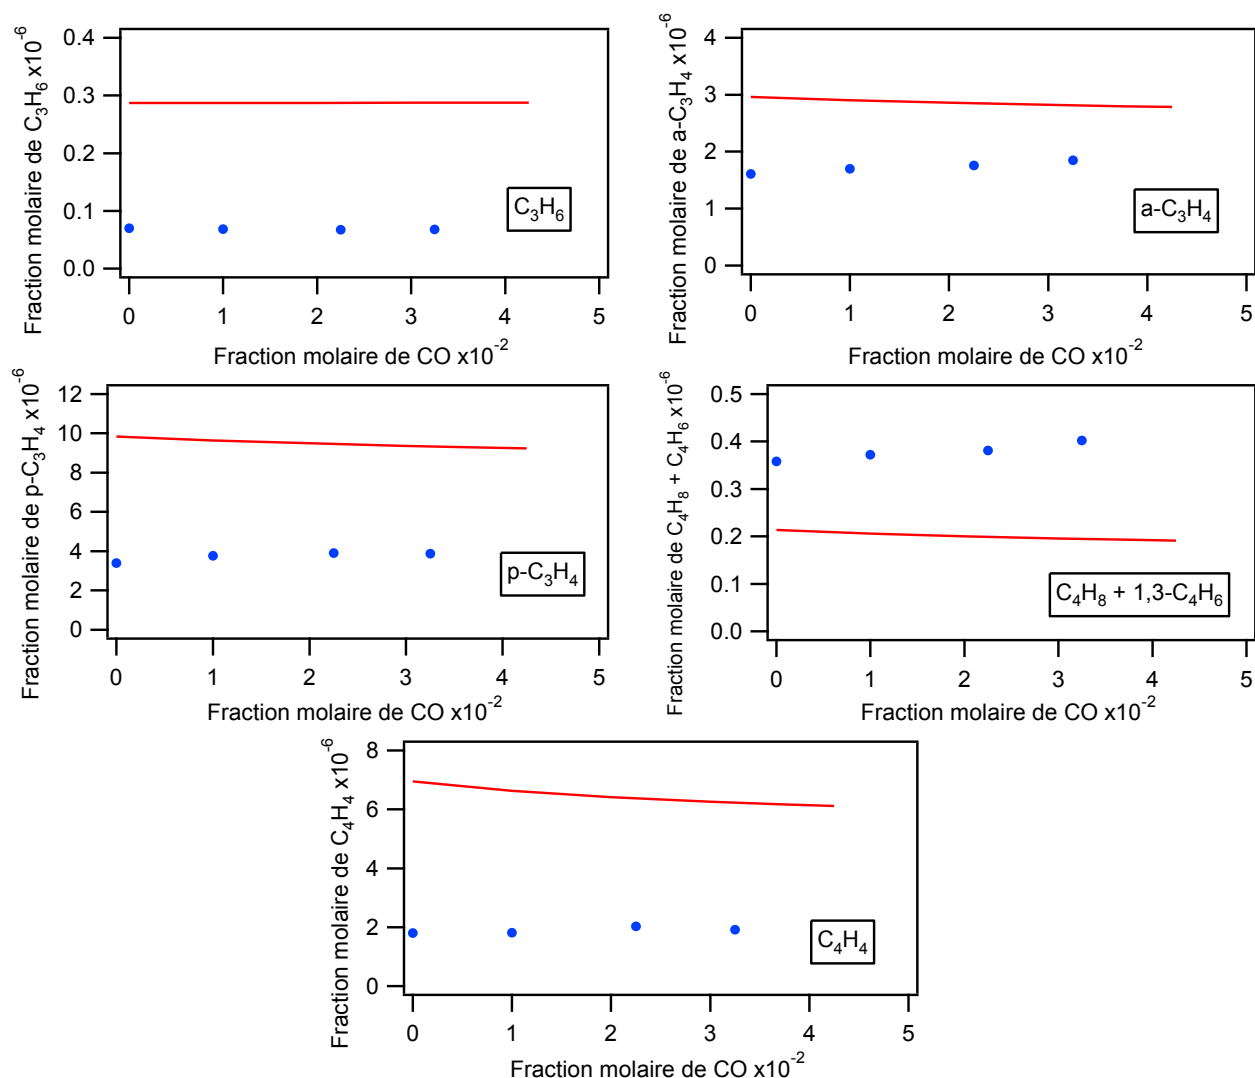 Fraction molaire de C₃H₆ x10⁻⁶
0.4
0.3
0.2
0.1
0.0
C₃H₆
0 1 2 3 4 5
Fraction molaire de CO x10⁻²
Fraction molaire de a-C₃H₄ x10⁻⁶
4
3
2
1
0
a-C₃H₄
0 1 2 3 4 5
Fraction molaire de CO x10⁻²
Fraction molaire de p-C₃H₄ x10⁻⁶
12
10
8
6
4
2
0
p-C₃H₄
0 1 2 3 4 5
Fraction molaire de CO x10⁻²
Fraction molaire de C₄H₈ + C₄H₆ x10⁻⁶
0.5
0.4
0.3
0.2
0.1
0.0
C₄H₈ + 1,3-C₄H₆
0 1 2 3 4 5
Fraction molaire de CO x10⁻²
Fraction molaire de C₄H₄ x10⁻⁶
8
6
4
2
0
C₄H₄
0 1 2 3 4 5
Fraction molaire de CO x10⁻²